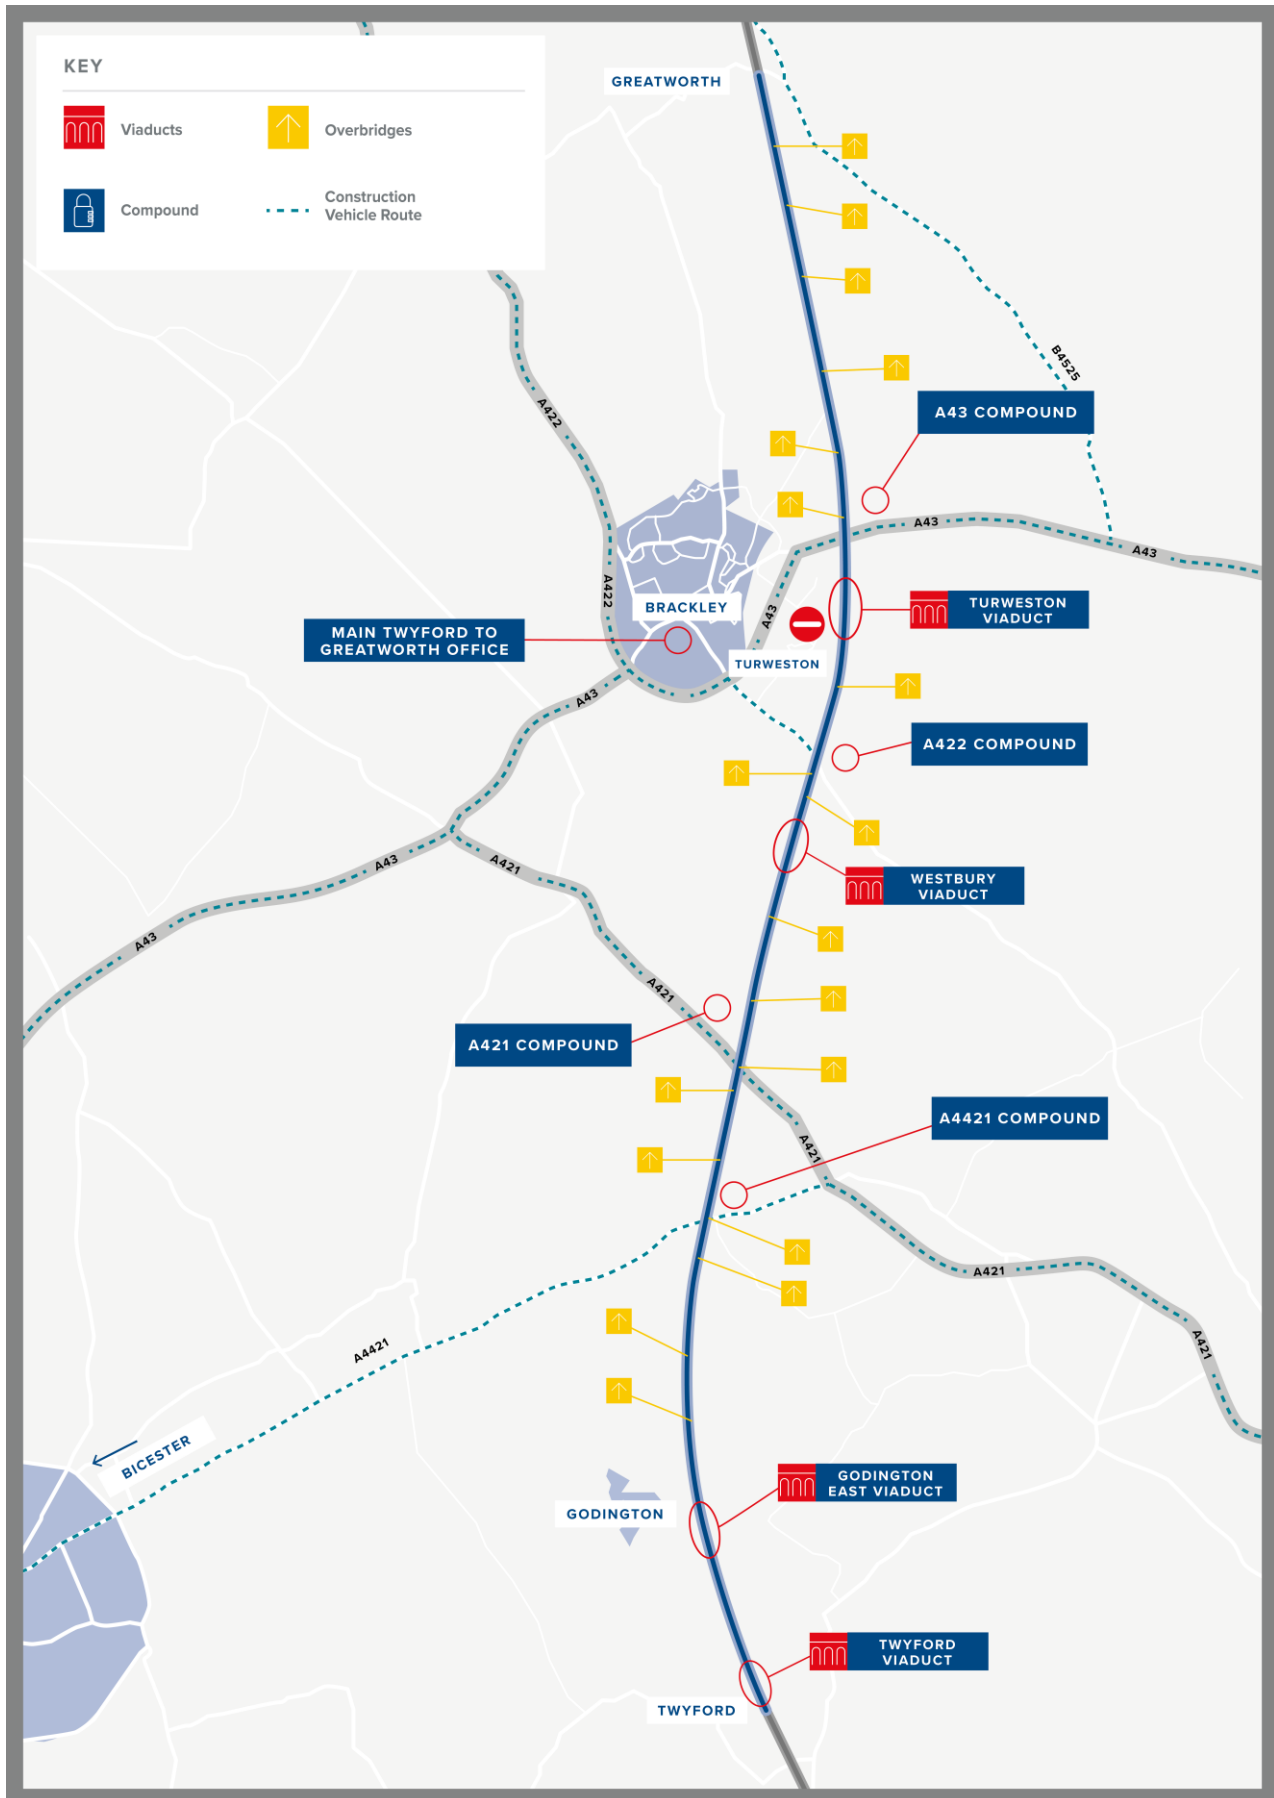 KEY
Viaducts
Overbridges
Compound
Construction
Vehicle Route
GREATWORTH
B4525
A43 COMPOUND
A422
A43
A43
A422
BRACKLEY
A43
TURWESTON
VIADUCT
MAIN TWYFORD TO
GREATWORTH OFFICE
TURWESTON
A43
A422 COMPOUND
A43
A421
WESTBURY
VIADUCT
A43
A421
A421 COMPOUND
A4421 COMPOUND
A421
A421
A4421
A421
BICESTER
GODINGTON
EAST VIADUCT
GODINGTON
TWYFORD
VIADUCT
TWYFORD